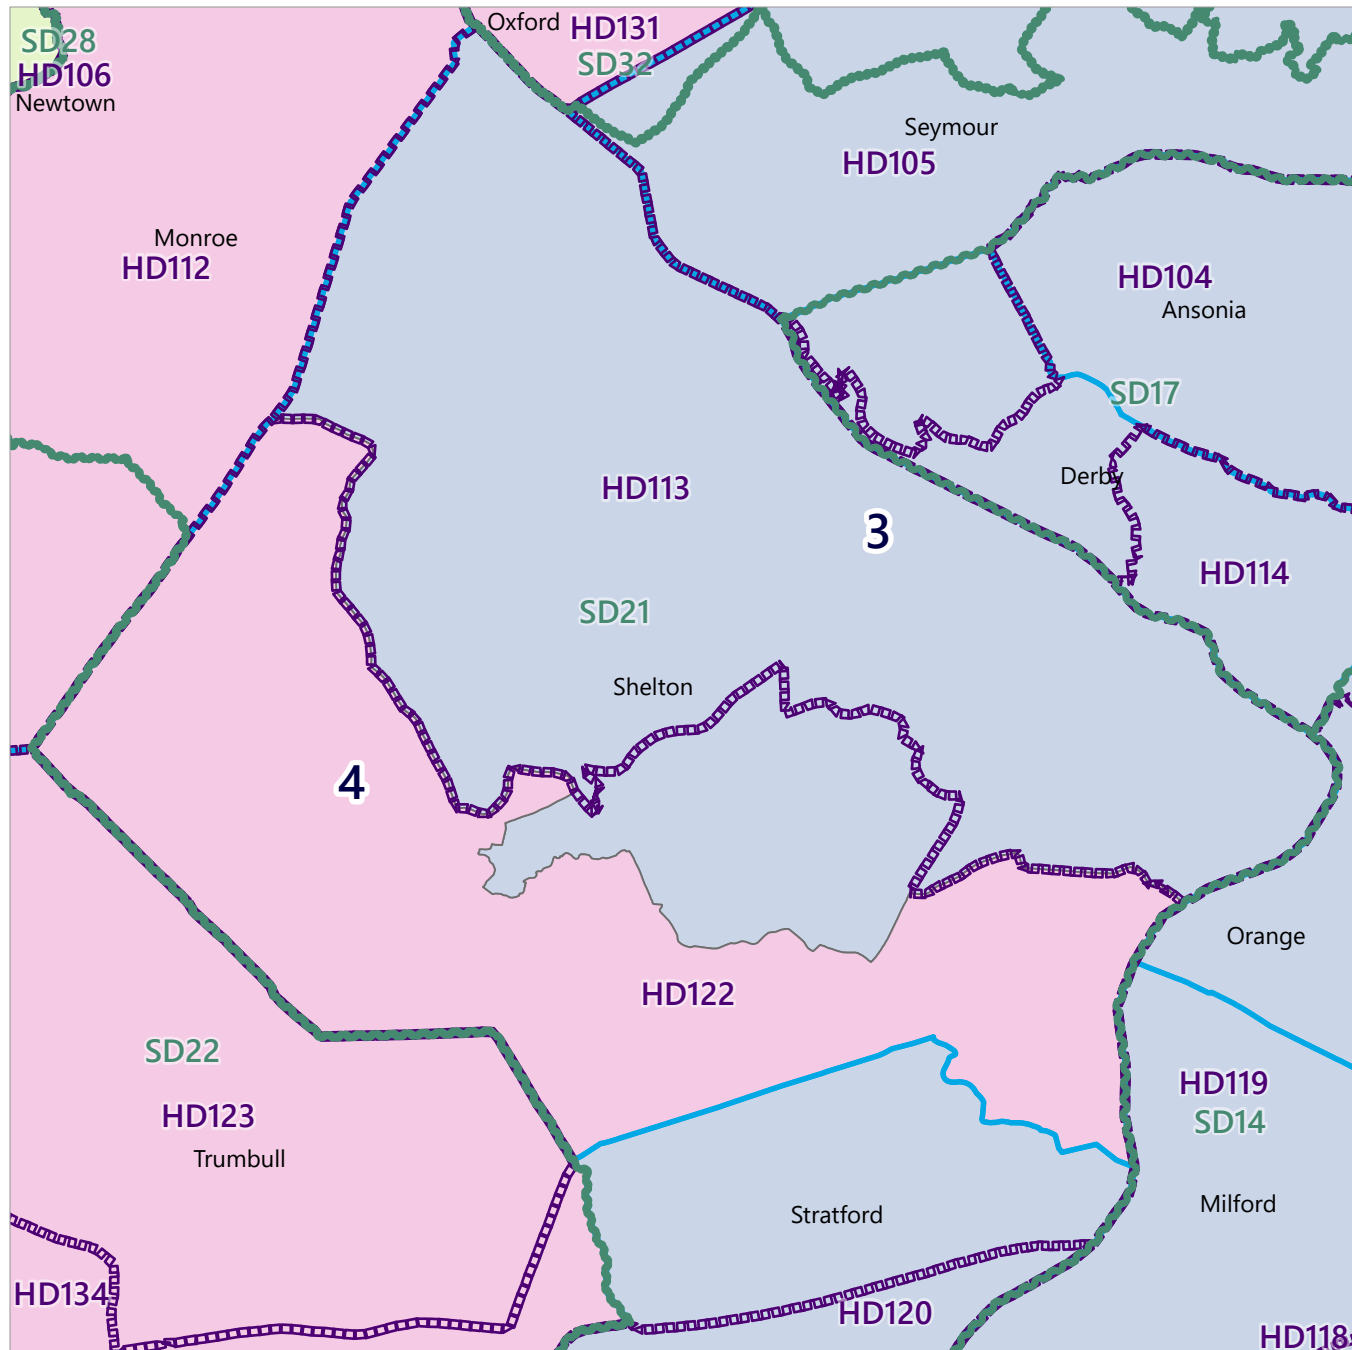 Oxford
HD131
SD28
SD32
HD106
Newtown
Seymour
HD105
Monroe
HD112
HD104
Ansonia
SD17
Derby
HD113
3
HD114
SD21
Shelton
4
Orange
HD122
SD22
HD119
HD123
SD14
Trumbull
Milford
Stratford
HD134
HD120
HD118